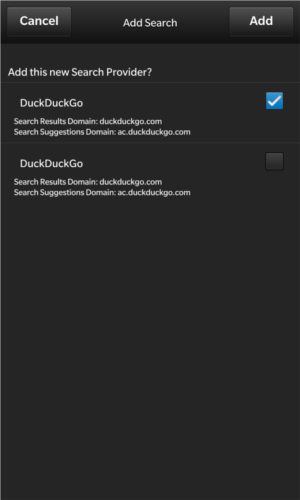 Cancel Add Search Add
Add this new Search Provider?
DuckDuckGo
Search Results Domain: duckduckgo.com
Search Suggestions Domain: ac.duckduckgo.com
DuckDuckGo
Search Results Domain: duckduckgo.com
Search Suggestions Domain: ac.duckduckgo.com